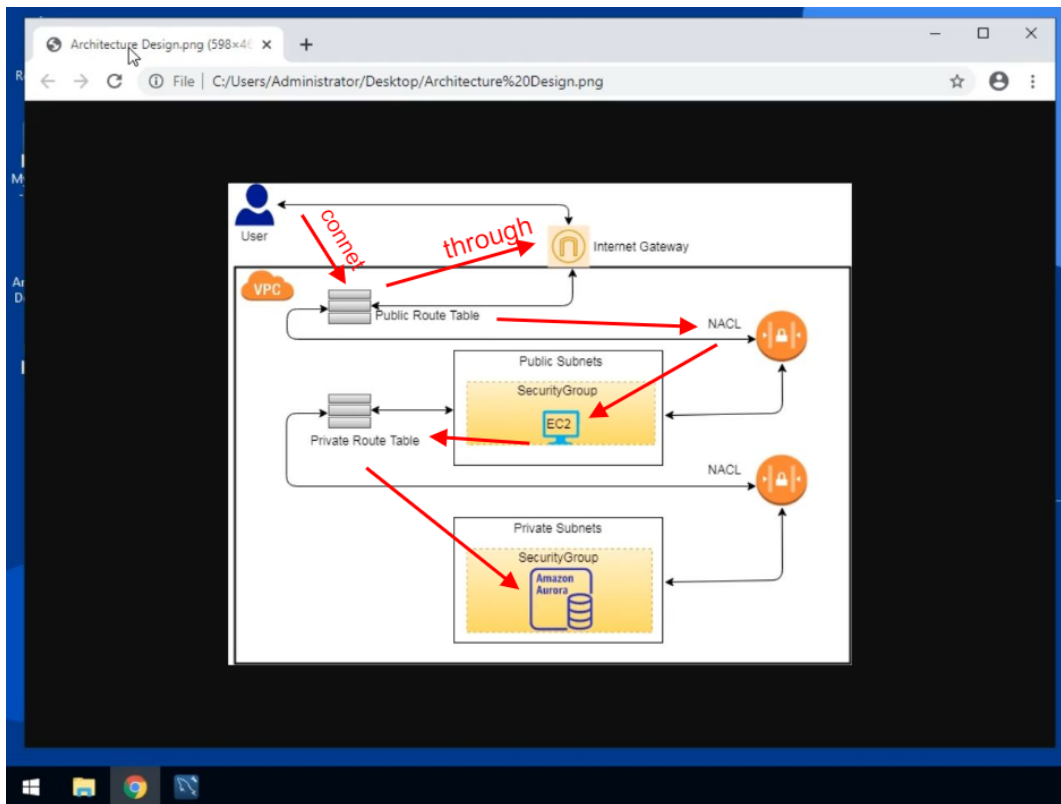 Architecture Design.png (598×4
File | C:/Users/Administrator/Desktop/Architecture%20Design.png
User
connet
through
Internet Gateway
VPC
Public Route Table
NACL
Public Subnets
SecurityGroup
EC2
Private Route Table
NACL
Private Subnets
SecurityGroup
Amazon
Aurora